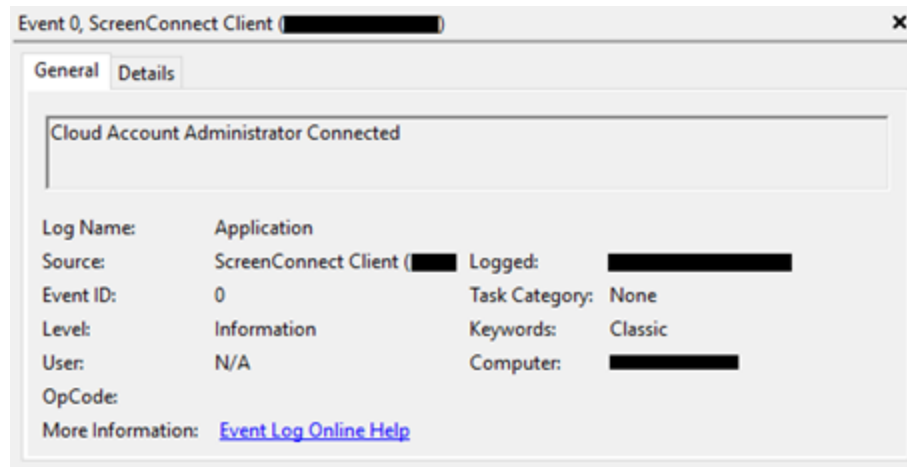 Event 0, ScreenConnect Client ( )
General Details
Cloud Account Administrator Connected
Log Name: Application
Source: ScreenConnect Client ( Logged:
Event ID: 0 Task Category: None
Level: Information Keywords: Classic
User: N/A Computer:
OpCode:
More Information: Event Log Online Help